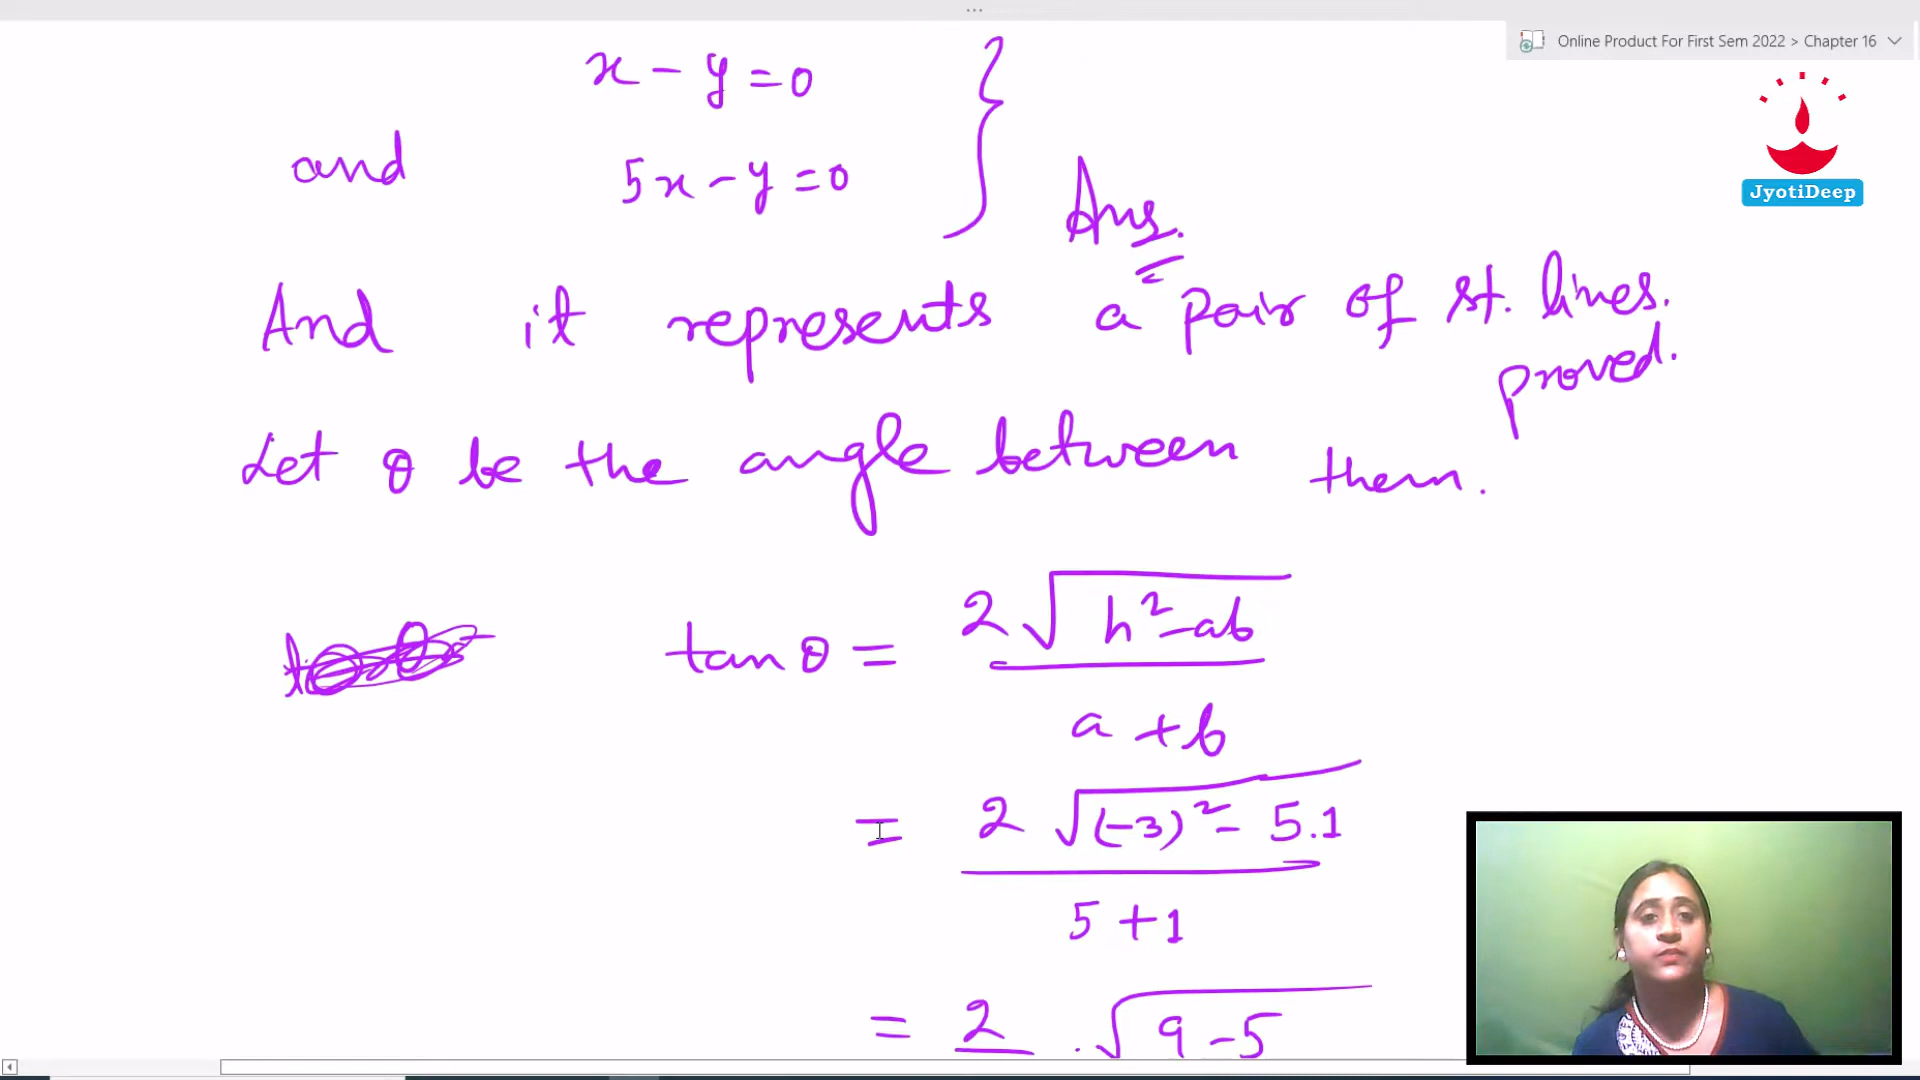 Online Product For First Sem 2022 > Chapter 16
JyotiDeep
x - y = 0
and 5x - y = 0 } Ans.
And it represents a pair of st. lines.
proved.
Let θ be the angle between them.
tan θ = 2√(h² - ab) / (a + b)
= 2 √((-3)² - 5.1) / (5 + 1)
= 2 . √(9 - 5)